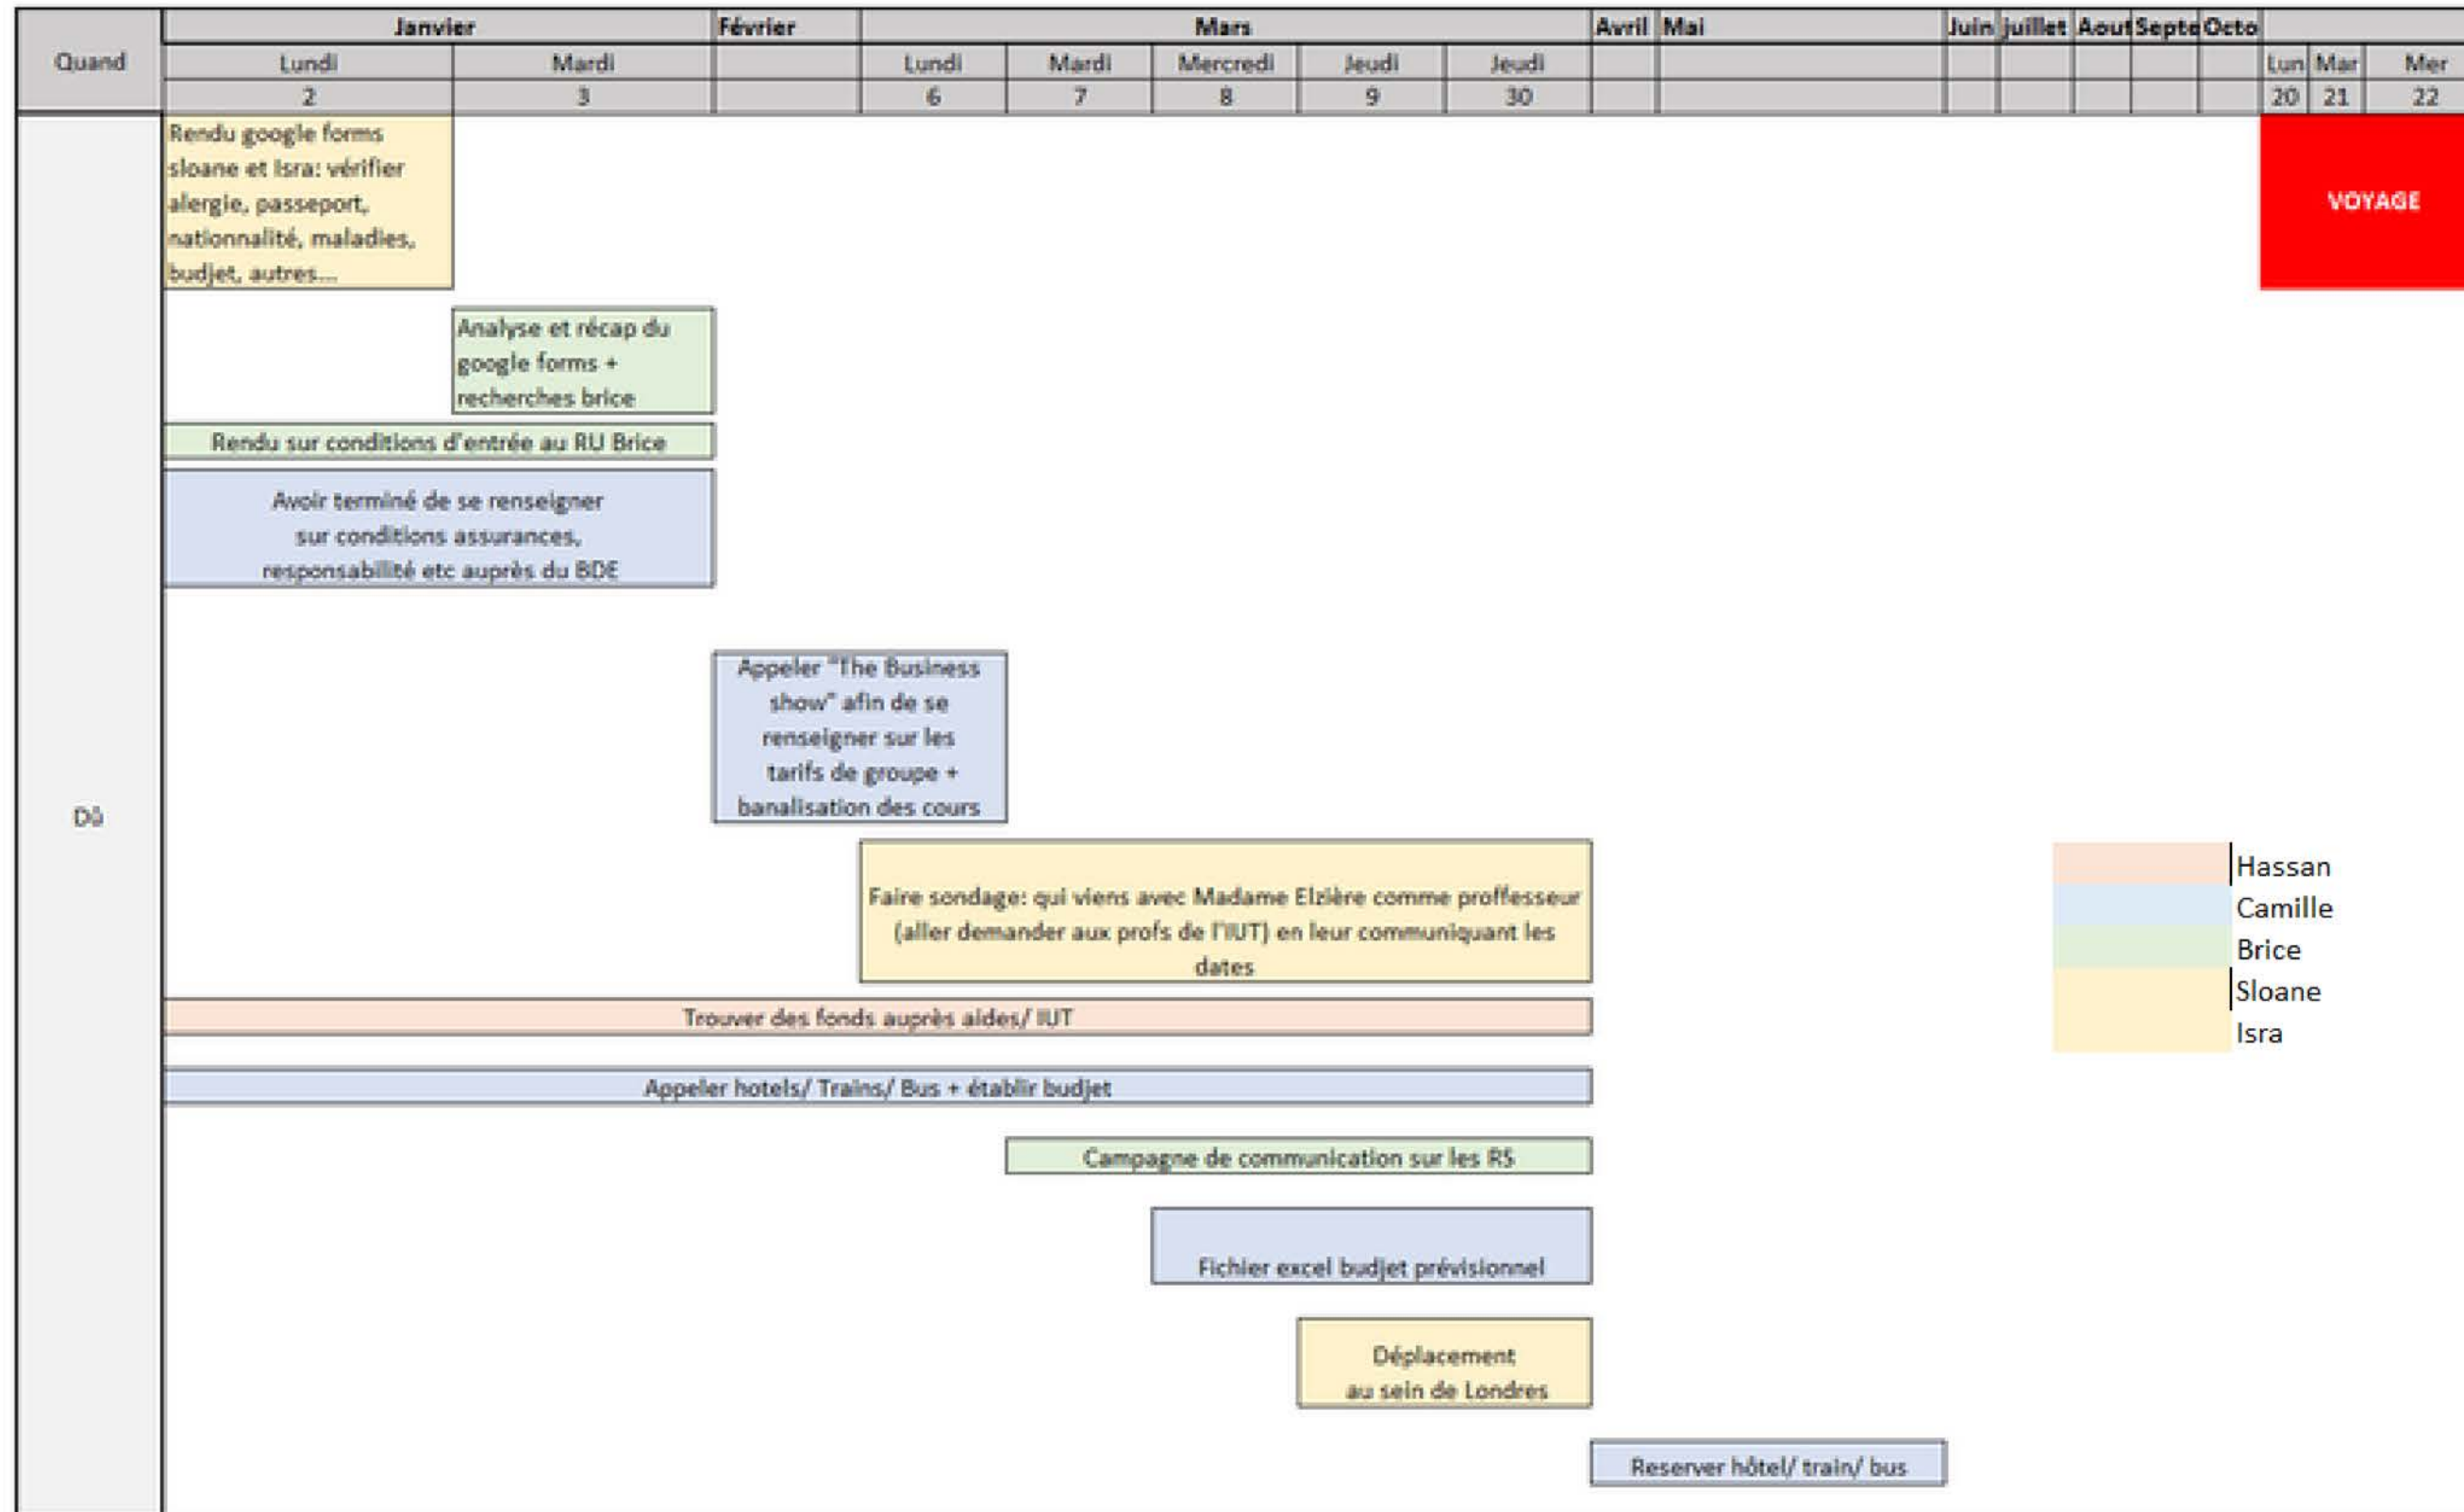 Quand
Janvier Février Mars Avril Mai Juin juillet Aout Septe Octo
Lundi Mardi Lundi Mardi Mercredi Jeudi Jeudi Lun Mar Mer
2 3 6 7 8 9 30 20 21 22
Rendu google forms
sloane et Isra: vérifier
alergie, passeport,
nationnalité, maladies,
budjet, autres...
VOYAGE
Analyse et récap du
google forms +
recherches brice
Rendu sur conditions d'entrée au RU Brice
Avoir terminé de se renseigner
sur conditions assurances,
responsabilité etc auprès du BDE
Appeler "The Business
show" afin de se
renseigner sur les
tarifs de groupe +
banalisation des cours
Dû
Faire sondage: qui viens avec Madame Elzière comme proffesseur
(aller demander aux profs de l'IUT) en leur communiquant les
dates
Hassan
Camille
Brice
Sloane
Isra
Trouver des fonds auprès aides/ IUT
Appeler hotels/ Trains/ Bus + établir budjet
Campagne de communication sur les RS
Fichier excel budjet prévisionnel
Déplacement
au sein de Londres
Reserver hôtel/ train/ bus